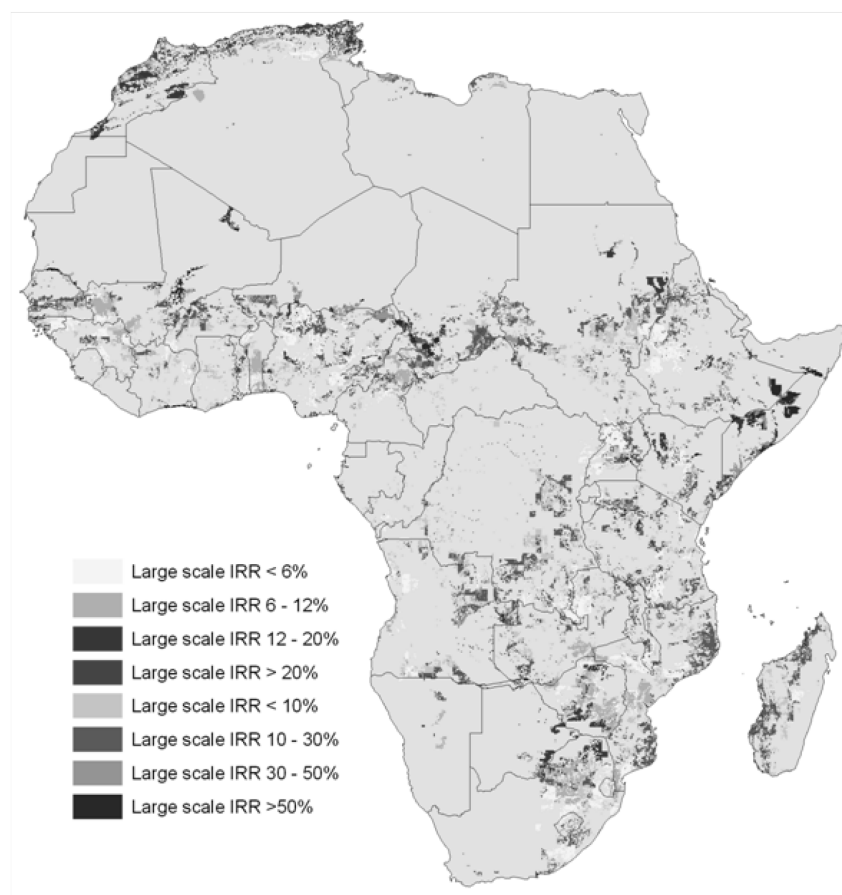 Large scale IRR < 6%
Large scale IRR 6 - 12%
Large scale IRR 12 - 20%
Large scale IRR > 20%
Large scale IRR < 10%
Large scale IRR 10 - 30%
Large scale IRR 30 - 50%
Large scale IRR >50%